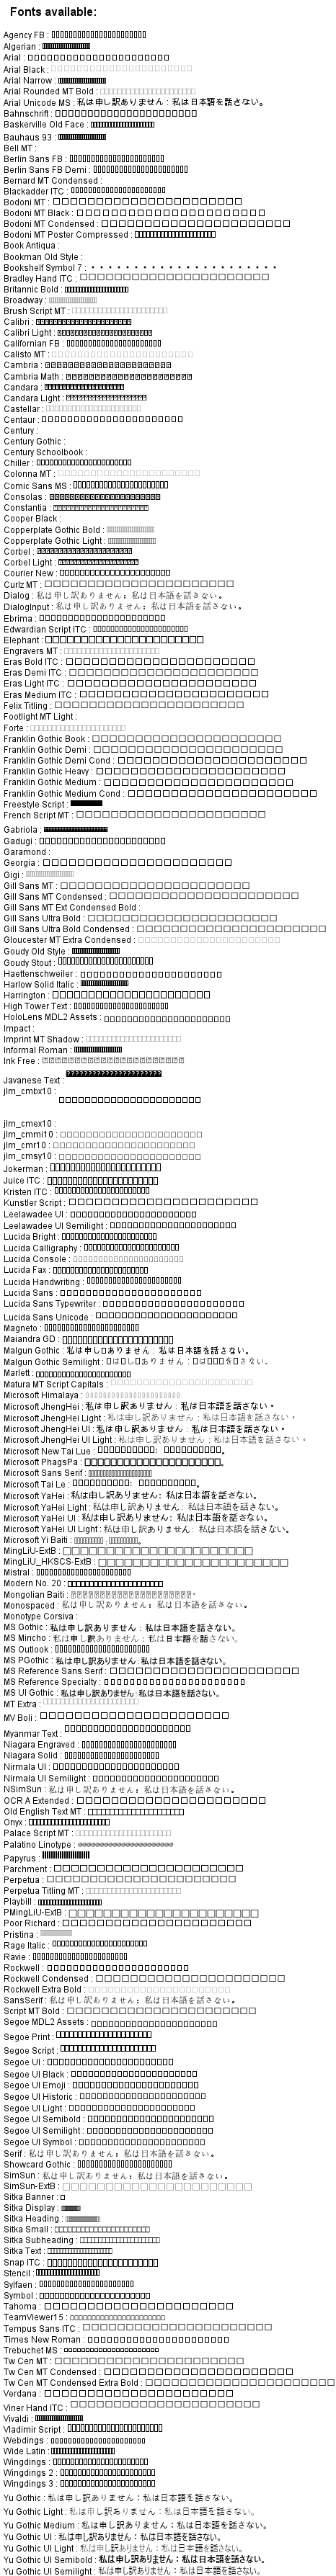 Fonts available:
Agency FB :
Algerian :
Arial :
Arial Black :
Arial Narrow :
Arial Rounded MT Bold :
Arial Unicode MS : 私は申し訳ありません：私は日本語を話さない。
Bahnschrift :
Baskerville Old Face :
Bauhaus 93 :
Bell MT :
Berlin Sans FB :
Berlin Sans FB Demi :
Bernard MT Condensed :
Blackadder ITC :
Bodoni MT :
Bodoni MT Black :
Bodoni MT Condensed :
Bodoni MT Poster Compressed :
Book Antiqua :
Bookman Old Style :
Bookshelf Symbol 7 :
Bradley Hand ITC :
Britannic Bold :
Broadway :
Brush Script MT :
Calibri :
Calibri Light :
Californian FB :
Calisto MT :
Cambria :
Cambria Math :
Candara :
Candara Light :
Castellar :
Centaur :
Century :
Century Gothic :
Century Schoolbook :
Chiller :
Colonna MT :
Comic Sans MS :
Consolas :
Constantia :
Cooper Black :
Copperplate Gothic Bold :
Copperplate Gothic Light :
Corbel :
Corbel Light :
Courier New :
Curlz MT :
Dialog : 私は申し訳ありません：私は日本語を話さない。
DialogInput : 私は申し訳ありません：私は日本語を話さない。
Ebrima :
Edwardian Script ITC :
Elephant :
Engravers MT :
Eras Bold ITC :
Eras Demi ITC :
Eras Light ITC :
Eras Medium ITC :
Felix Titling :
Footlight MT Light :
Forte :
Franklin Gothic Book :
Franklin Gothic Demi :
Franklin Gothic Demi Cond :
Franklin Gothic Heavy :
Franklin Gothic Medium :
Franklin Gothic Medium Cond :
Freestyle Script :
French Script MT :
Gabriola :
Gadugi :
Garamond :
Georgia :
Gigi :
Gill Sans MT :
Gill Sans MT Condensed :
Gill Sans MT Ext Condensed Bold :
Gill Sans Ultra Bold :
Gill Sans Ultra Bold Condensed :
Gloucester MT Extra Condensed :
Goudy Old Style :
Goudy Stout :
Haettenschweiler :
Harlow Solid Italic :
Harrington :
High Tower Text :
HoloLens MDL2 Assets :
Impact :
Imprint MT Shadow :
Informal Roman :
Ink Free :
Javanese Text :
jlm_cmbx10 :
jlm_cmex10 :
jlm_cmmi10 :
jlm_cmr10 :
jlm_cmsy10 :
Jokerman :
Juice ITC :
Kristen ITC :
Kunstler Script :
Leelawadee UI :
Leelawadee UI Semilight :
Lucida Bright :
Lucida Calligraphy :
Lucida Console :
Lucida Fax :
Lucida Handwriting :
Lucida Sans :
Lucida Sans Typewriter :
Lucida Sans Unicode :
Magneto :
Maiandra GD :
Malgun Gothic : 私は申し ありません：私は日本語を話さない。
Malgun Gothic Semilight : は し ありません： は を さない。
Marlett :
Matura MT Script Capitals :
Microsoft Himalaya :
Microsoft JhengHei : 私は申し訳ありません：私は日本語を話さない。
Microsoft JhengHei Light : 私は申し訳ありません：私は日本語を話さない。
Microsoft JhengHei UI : 私は申し訳ありません：私は日本語を話さない。
Microsoft JhengHei UI Light : 私は申し訳ありません：私は日本語を話さない。
Microsoft New Tai Lue :
Microsoft PhagsPa :
Microsoft Sans Serif :
Microsoft Tai Le :
Microsoft YaHei : 私は申し訳ありません：私は日本語を話さない。
Microsoft YaHei Light : 私は申し訳ありません：私は日本語を話さない。
Microsoft YaHei UI : 私は申し訳ありません：私は日本語を話さない。
Microsoft YaHei UI Light : 私は申し訳ありません：私は日本語を話さない。
Microsoft Yi Baiti :
MingLiU-ExtB :
MingLiU_HKSCS-ExtB :
Mistral :
Modern No. 20 :
Mongolian Baiti :
Monospaced : 私は申し訳ありません：私は日本語を話さない。
Monotype Corsiva :
MS Gothic : 私は申し訳ありません：私は日本語を話さない。
MS Mincho : 私は申し訳ありません：私は日本語を話さない。
MS Outlook :
MS PGothic : 私は申し訳ありません：私は日本語を話さない。
MS Reference Sans Serif :
MS Reference Specialty :
MS UI Gothic : 私は申し訳ありません：私は日本語を話さない。
MT Extra :
MV Boli :
Myanmar Text :
Niagara Engraved :
Niagara Solid :
Nirmala UI :
Nirmala UI Semilight :
NSimSun : 私は申し訳ありません：私は日本語を話さない。
OCR A Extended :
Old English Text MT :
Onyx :
Palace Script MT :
Palatino Linotype :
Papyrus :
Parchment :
Perpetua :
Perpetua Titling MT :
Playbill :
PMingLiU-ExtB :
Poor Richard :
Pristina :
Rage Italic :
Ravie :
Rockwell :
Rockwell Condensed :
Rockwell Extra Bold :
SansSerif : 私は申し訳ありません：私は日本語を話さない。
Script MT Bold :
Segoe MDL2 Assets :
Segoe Print :
Segoe Script :
Segoe UI :
Segoe UI Black :
Segoe UI Emoji :
Segoe UI Historic :
Segoe UI Light :
Segoe UI Semibold :
Segoe UI Semilight :
Segoe UI Symbol :
Serif : 私は申し訳ありません：私は日本語を話さない。
Showcard Gothic :
SimSun : 私は申し訳ありません：私は日本語を話さない。
SimSun-ExtB :
Sitka Banner :
Sitka Display :
Sitka Heading :
Sitka Small :
Sitka Subheading :
Sitka Text :
Snap ITC :
Stencil :
Sylfaen :
Symbol :
Tahoma :
TeamViewer15 :
Tempus Sans ITC :
Times New Roman :
Trebuchet MS :
Tw Cen MT :
Tw Cen MT Condensed :
Tw Cen MT Condensed Extra Bold :
Verdana :
Viner Hand ITC :
Vivaldi :
Vladimir Script :
Webdings :
Wide Latin :
Wingdings :
Wingdings 2 :
Wingdings 3 :
Yu Gothic : 私は申し訳ありません：私は日本語を話さない。
Yu Gothic Light : 私は申し訳ありません：私は日本語を話さない。
Yu Gothic Medium : 私は申し訳ありません：私は日本語を話さない。
Yu Gothic UI : 私は申し訳ありません：私は日本語を話さない。
Yu Gothic UI Light : 私は申し訳ありません：私は日本語を話さない。
Yu Gothic UI Semibold : 私は申し訳ありません：私は日本語を話さない。
Yu Gothic UI Semilight : 私は申し訳ありません：私は日本語を話さない。